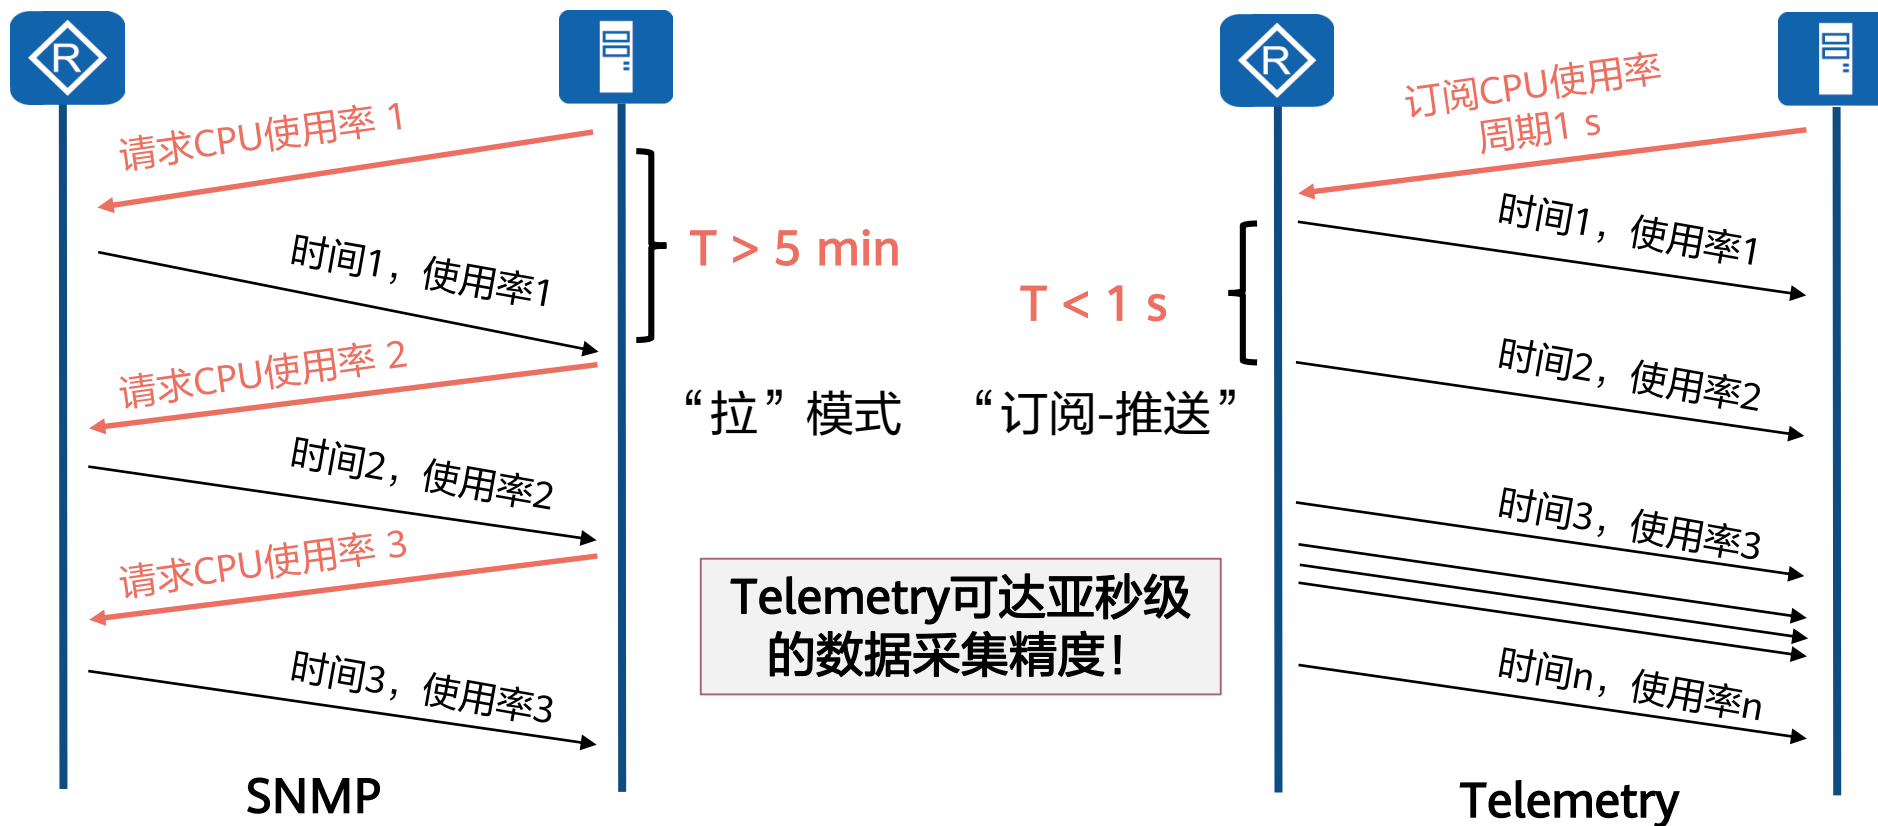 R
请求CPU使用率 1
时间1，使用率1
请求CPU使用率 2
时间2，使用率2
请求CPU使用率 3
时间3，使用率3
SNMP
T > 5 min
“拉”模式
T < 1 s
“订阅-推送”
Telemetry可达亚秒级
的数据采集精度！
R
订阅CPU使用率
周期1 s
时间1，使用率1
时间2，使用率2
时间3，使用率3
时间n，使用率n
Telemetry